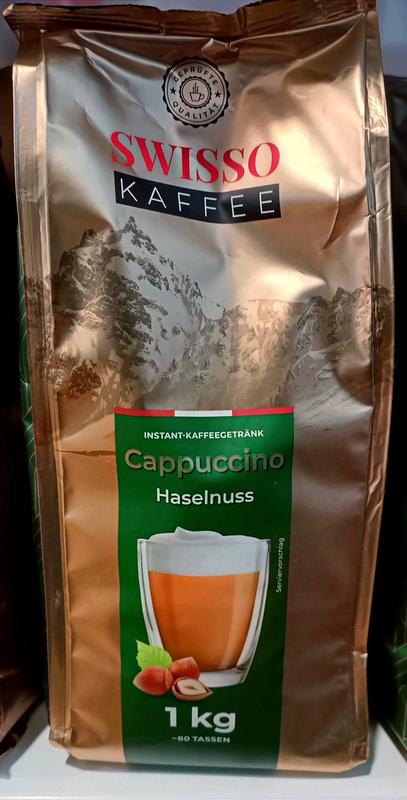 GEPRÜFTE
QUALITÄT
SWISSO
KAFFEE
INSTANT-KAFFEEGETRÄNK
Cappuccino
Haselnuss
Serviervorschlag
1 kg
~80 TASSEN